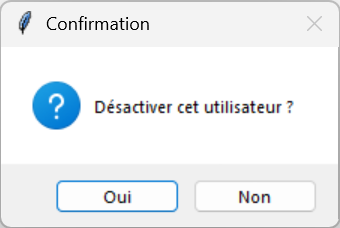 Confirmation
Désactiver cet utilisateur ?
Oui Non